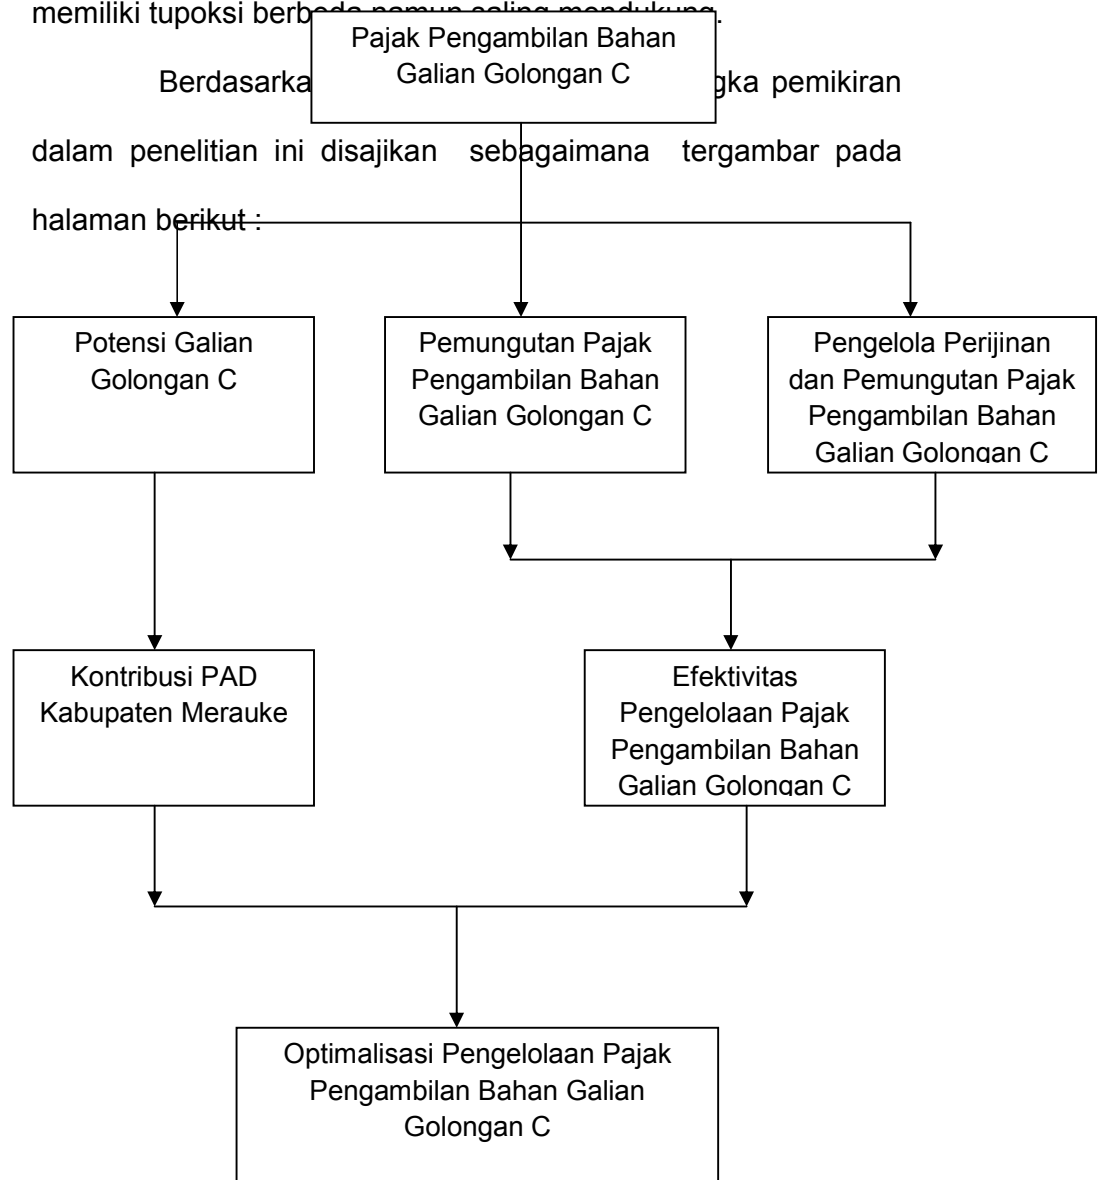 memiliki tupoksi berbeda namun saling mendukung.
Pajak Pengambilan Bahan
Galian Golongan C
Berdasarka gka pemikiran
dalam penelitian ini disajikan sebagaimana tergambar pada
halaman berikut :
Potensi Galian
Golongan C
Pemungutan Pajak
Pengambilan Bahan
Galian Golongan C
Pengelola Perijinan
dan Pemungutan Pajak
Pengambilan Bahan
Galian Golongan C
Kontribusi PAD
Kabupaten Merauke
Efektivitas
Pengelolaan Pajak
Pengambilan Bahan
Galian Golongan C
Optimalisasi Pengelolaan Pajak
Pengambilan Bahan Galian
Golongan C